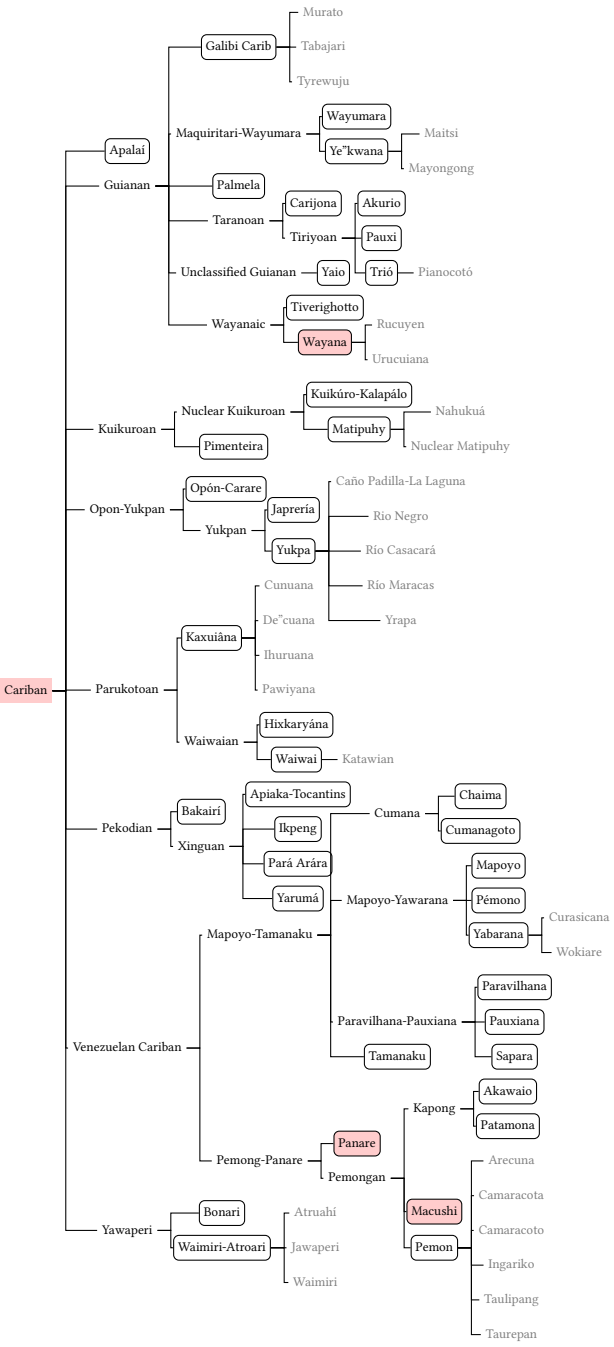 Murato
Galibi Carib
Tabajari
Tyrewuju
Wayumara
Maquiritari-Wayumara
Maitsi
Apalaí
Ye"kwana
Mayongong
Guianan
Palmela
Carijona
Akurio
Taranoan
Tiriyoan
Pauxi
Unclassified Guianan
Yaio
Trió
Pianocotó
Tiverighotto
Wayanaic
Rucuyen
Wayana
Urucuiana
Kuikúro-Kalapálo
Nuclear Kuikuroan
Nahukuá
Kuikuroan
Matipuhy
Pimenteira
Nuclear Matipuhy
Caño Padilla-La Laguna
Opón-Carare
Opon-Yukpan
Japrería
Rio Negro
Yukpan
Yukpa
Río Casacará
Cunuana
Río Maracas
De"cuana
Yrapa
Kaxuiâna
Ihuruana
Cariban
Parukotoan
Pawiyana
Hixkaryána
Waiwaian
Waiwai
Katawian
Apiaka-Tocantins
Chaima
Bakairí
Cumana
Pekodian
Ikpeng
Cumanagoto
Xinguan
Pará Arára
Mapoyo
Yarumá
Mapoyo-Yawarana
Pémono
Curasicana
Mapoyo-Tamanaku
Yabarana
Wokiare
Paravilhana
Paravilhana-Pauxiana
Pauxiana
Venezuelan Cariban
Tamanaku
Sapara
Akawaio
Kapong
Patamona
Panare
Pemong-Panare
Arecuna
Pemongan
Camaracota
Bonari
Atruahí
Macushi
Yawaperi
Camaracoto
Waimiri-Atroari
Jawaperi
Pemon
Ingariko
Waimiri
Taulipang
Taurepan